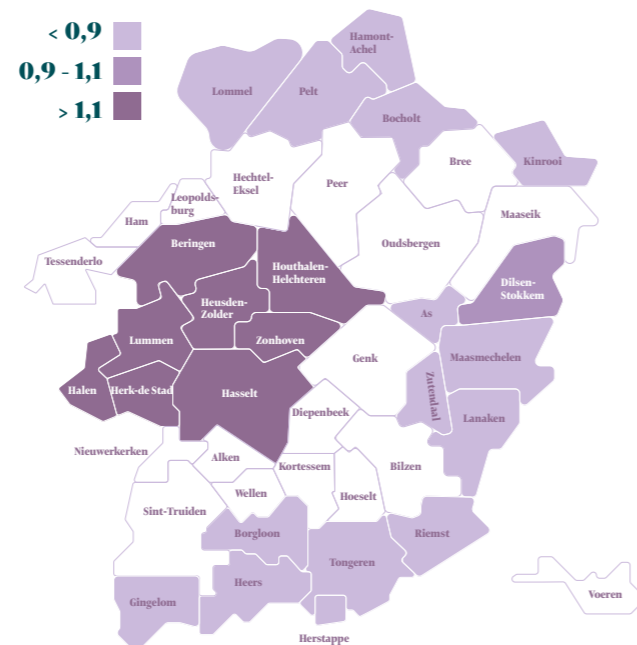 < 0,9
0,9 - 1,1
> 1,1
Hamont-
Achel
Lommel
Pelt
Bocholt
Bree
Kinrooi
Hechtel-
Eksel
Peer
Leopolds-
burg
Ham
Maaseik
Beringen
Oudsbergen
Tessenderlo
Houthalen-
Helchteren
Dilsen-
Stokkem
Heusden-
Zolder
As
Lummen
Zonhoven
Genk
Maasmechelen
Halen
Herk-de Stad
Hasselt
Zutendaal
Diepenbeek
Lanaken
Nieuwerkerken
Alken
Kortessem
Bilzen
Wellen
Hoeselt
Sint-Truiden
Borgloon
Riemst
Tongeren
Heers
Gingelom
Voeren
Herstappe